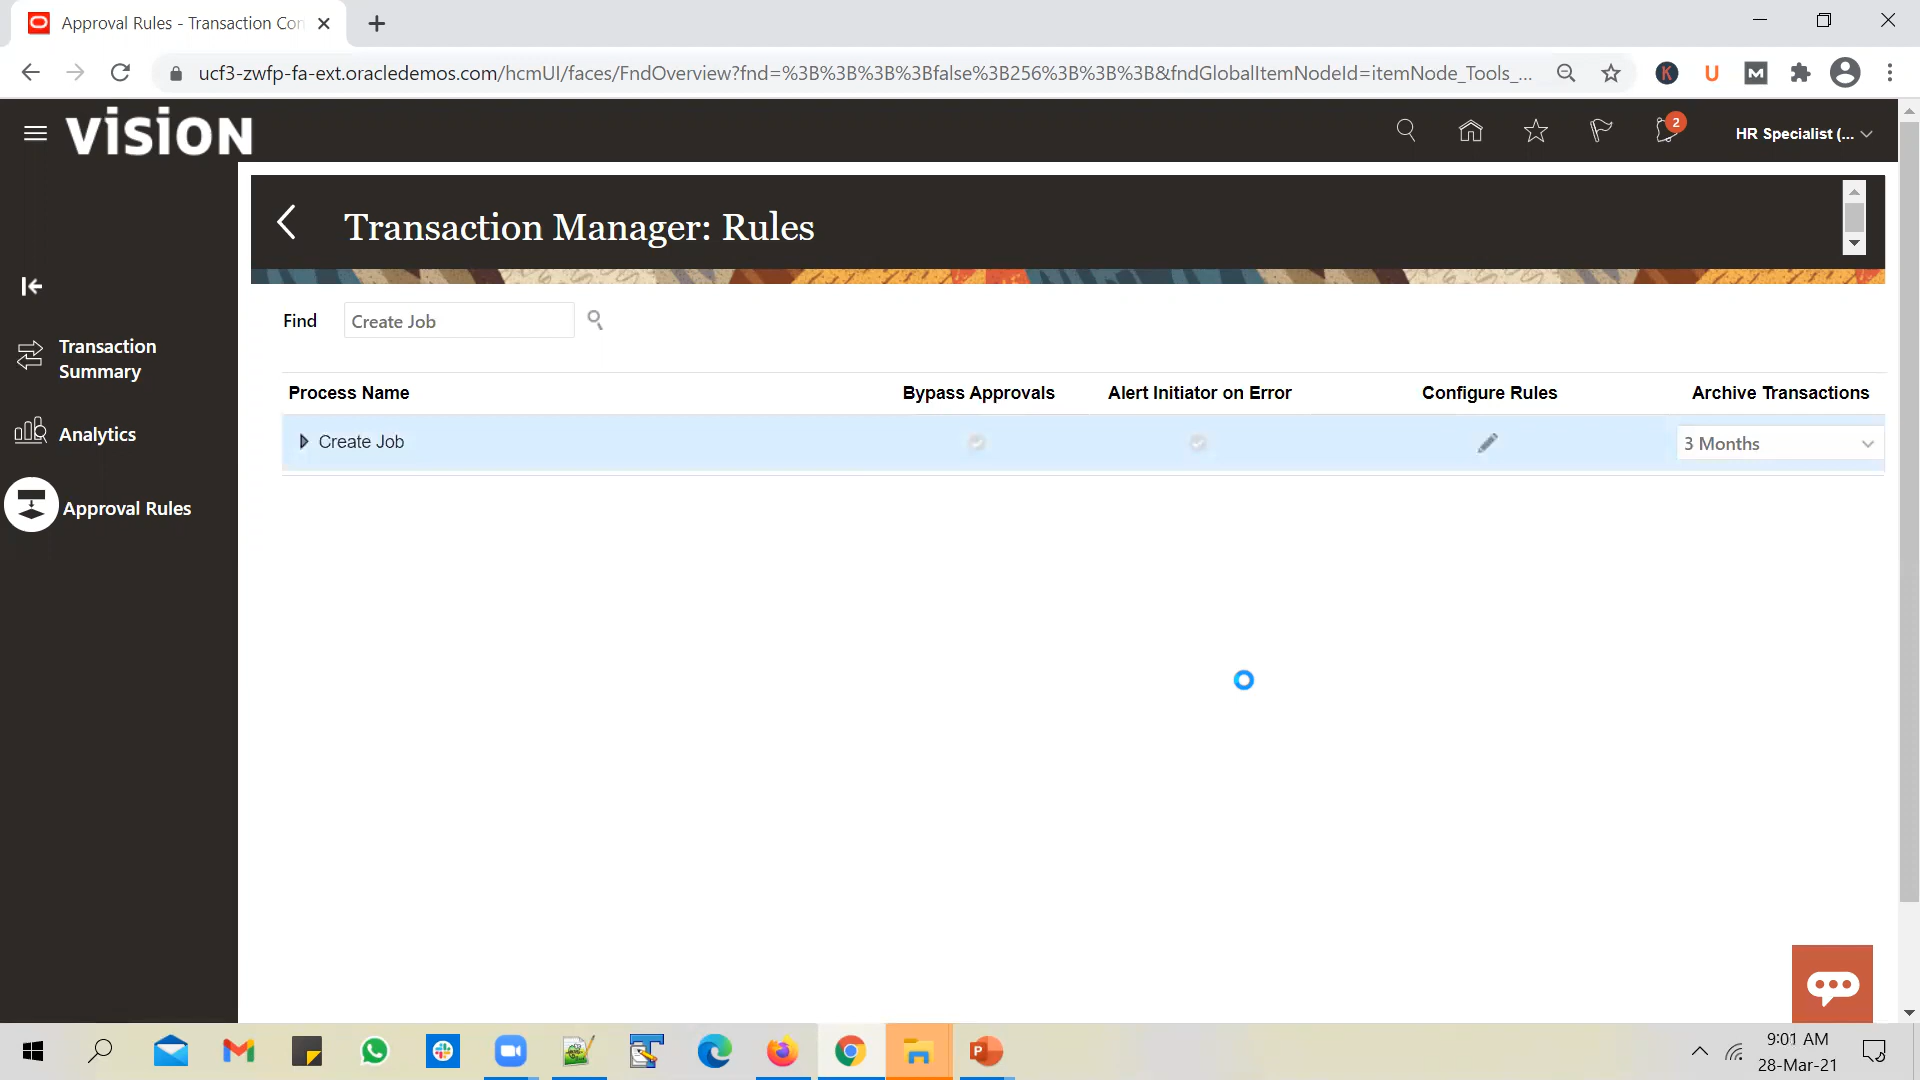 Approval Rules - Transaction Con
ucf3-zwfp-fa-ext.oracledemos.com/hcmUI/faces/FndOverview?fnd=%3B%3B%3B%3Bfalse%3B256%3B%3B%3B&fndGlobalItemNodeId=itemNode_Tools_...
K
U
M
VISION
2
HR Specialist (...
Transaction Manager: Rules
Find
Create Job
Transaction
Summary
Analytics
Approval Rules
Process Name
Bypass Approvals
Alert Initiator on Error
Configure Rules
Archive Transactions
Create Job
3 Months
9:01 AM
28-Mar-21